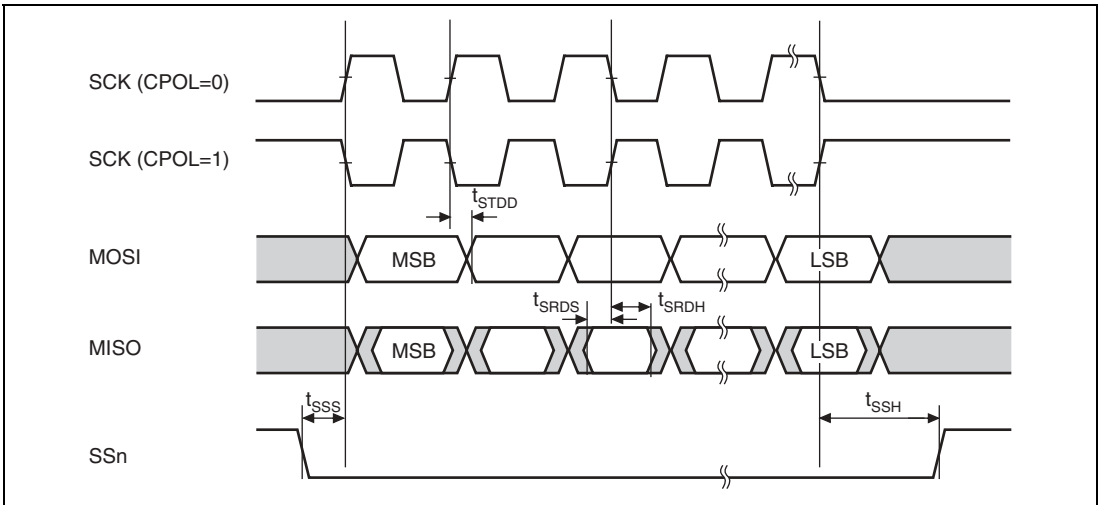 SCK (CPOL=0)
SCK (CPOL=1)
tSTDD
MOSI MSB LSB
tSRDS tSRDH
MISO MSB LSB
tSSS tSSH
SSn